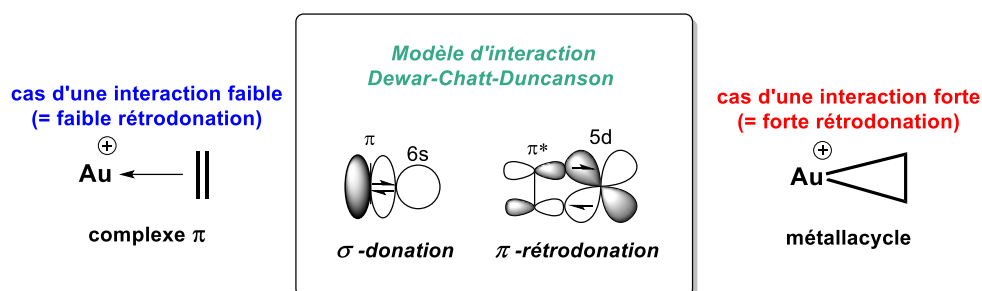 Modèle d'interaction
Dewar-Chatt-Duncanson
cas d'une interaction faible
(= faible rétrodonation)
Au
+
complexe π
π
6s
σ -donation
π*
5d
π -rétrodonation
cas d'une interaction forte
(= forte rétrodonation)
Au
+
métallacycle